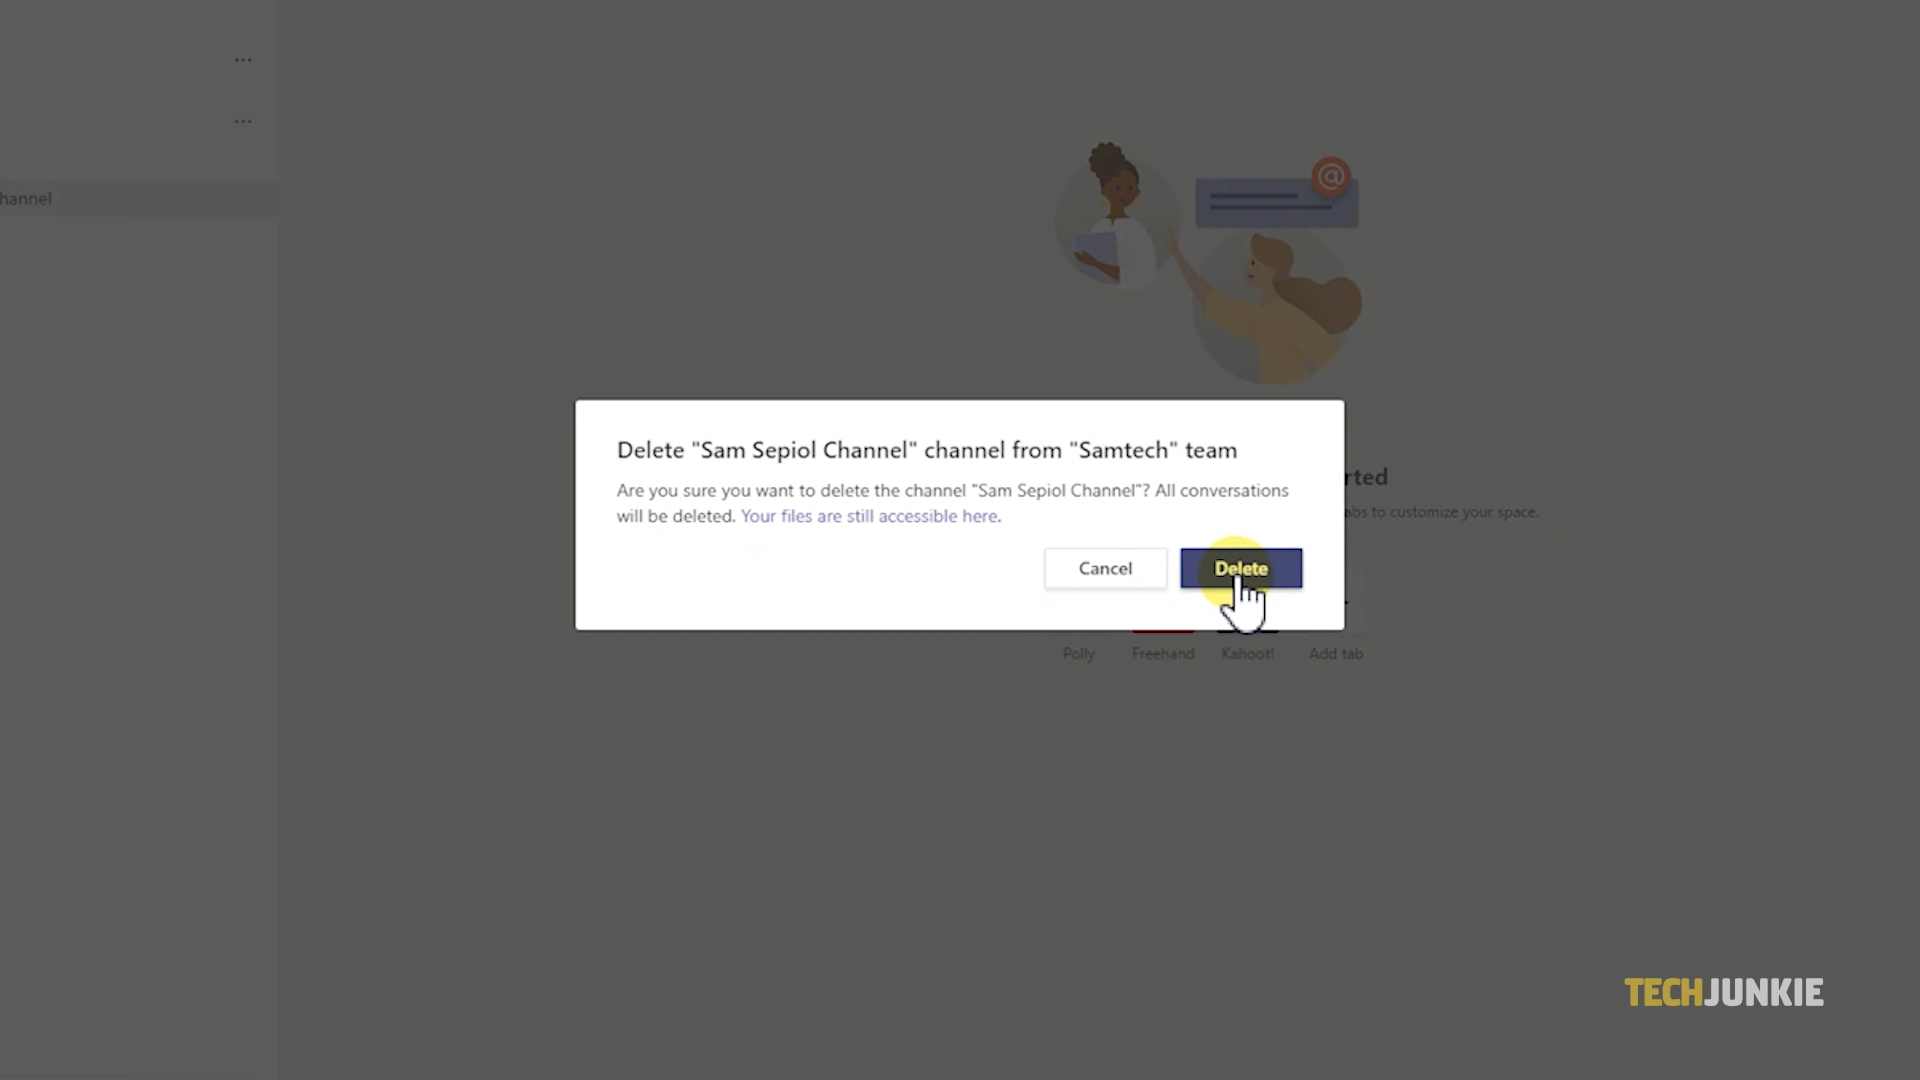 ...
...
hannel
@
Delete "Sam Sepiol Channel" channel from "Samtech" team
Are you sure you want to delete the channel "Sam Sepiol Channel"? All conversations
will be deleted. Your files are still accessible here.
rted
abs to customize your space.
Cancel
Delete
Polly
Freehand
Kahoot!
Add tab
TECHJUNKIE